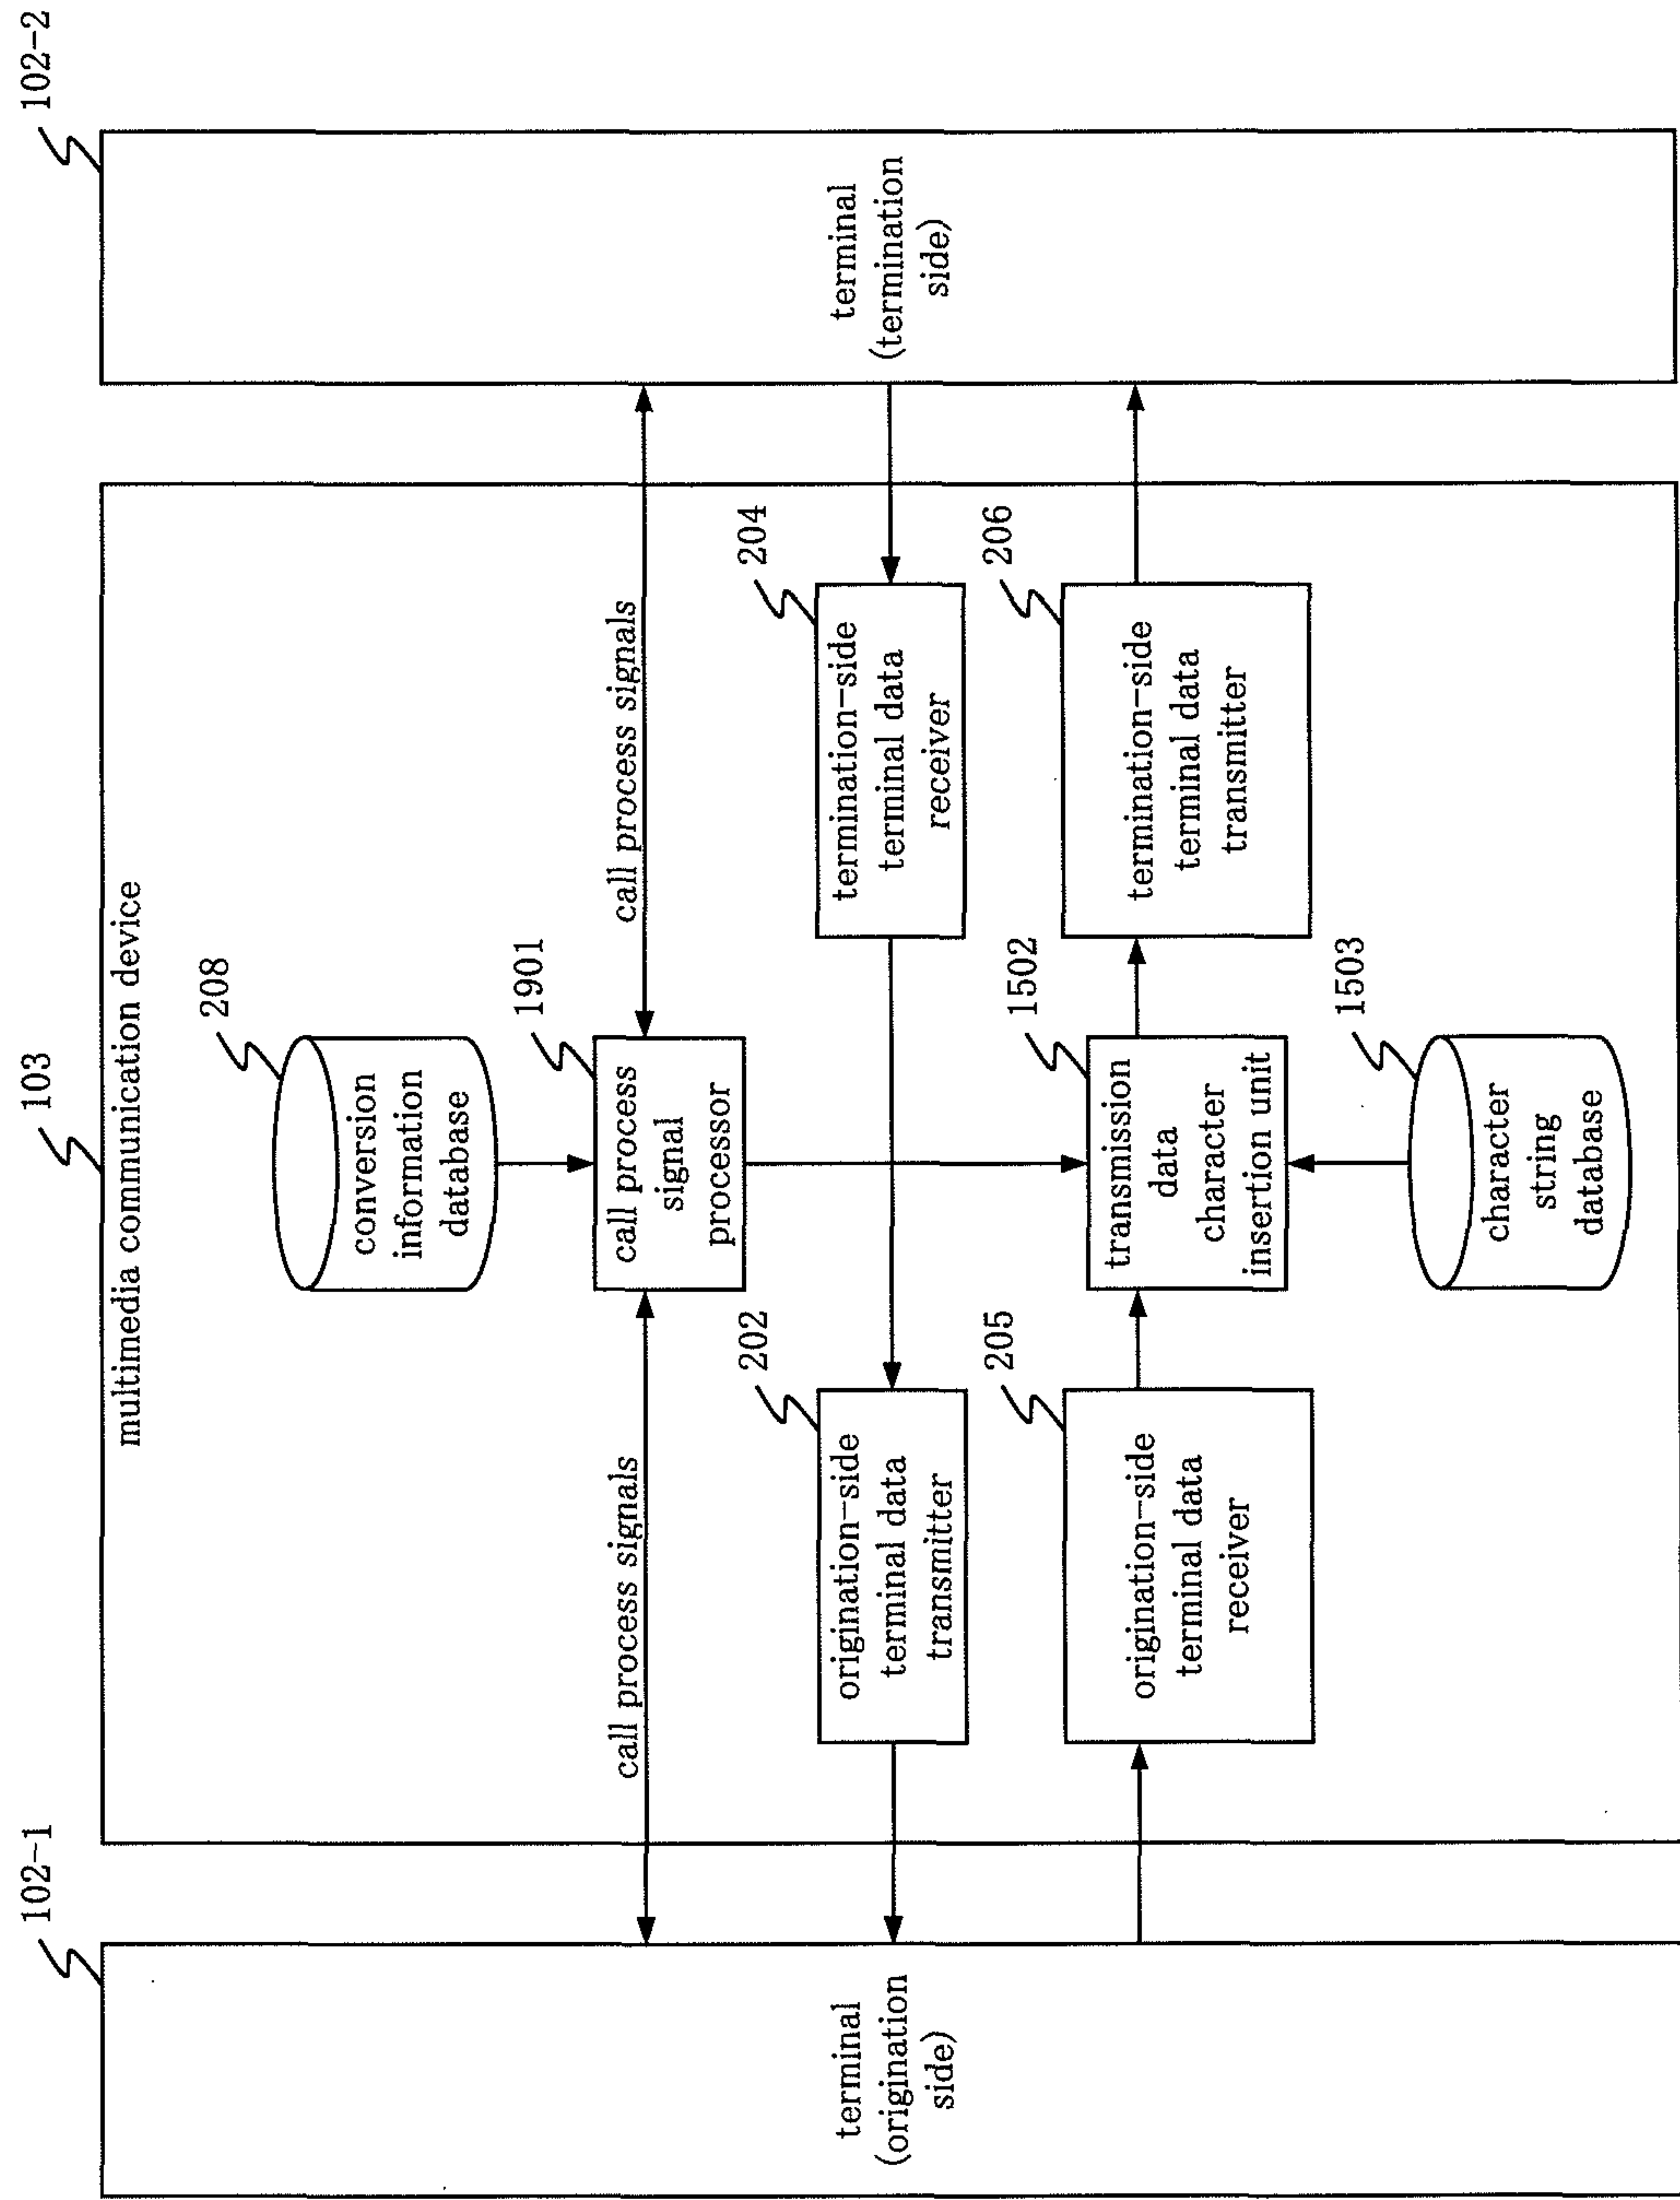 102-1
terminal
(origination
side)
103
multimedia communication device
208
conversion
information
database
call process signals
1901
call process
signal
processor
call process signals
202
origination-side
terminal data
transmitter
204
termination-side
terminal data
receiver
205
origination-side
terminal data
receiver
1502
transmission
data
character
insertion unit
206
termination-side
terminal data
transmitter
1503
character
string
database
102-2
terminal
(termination
side)